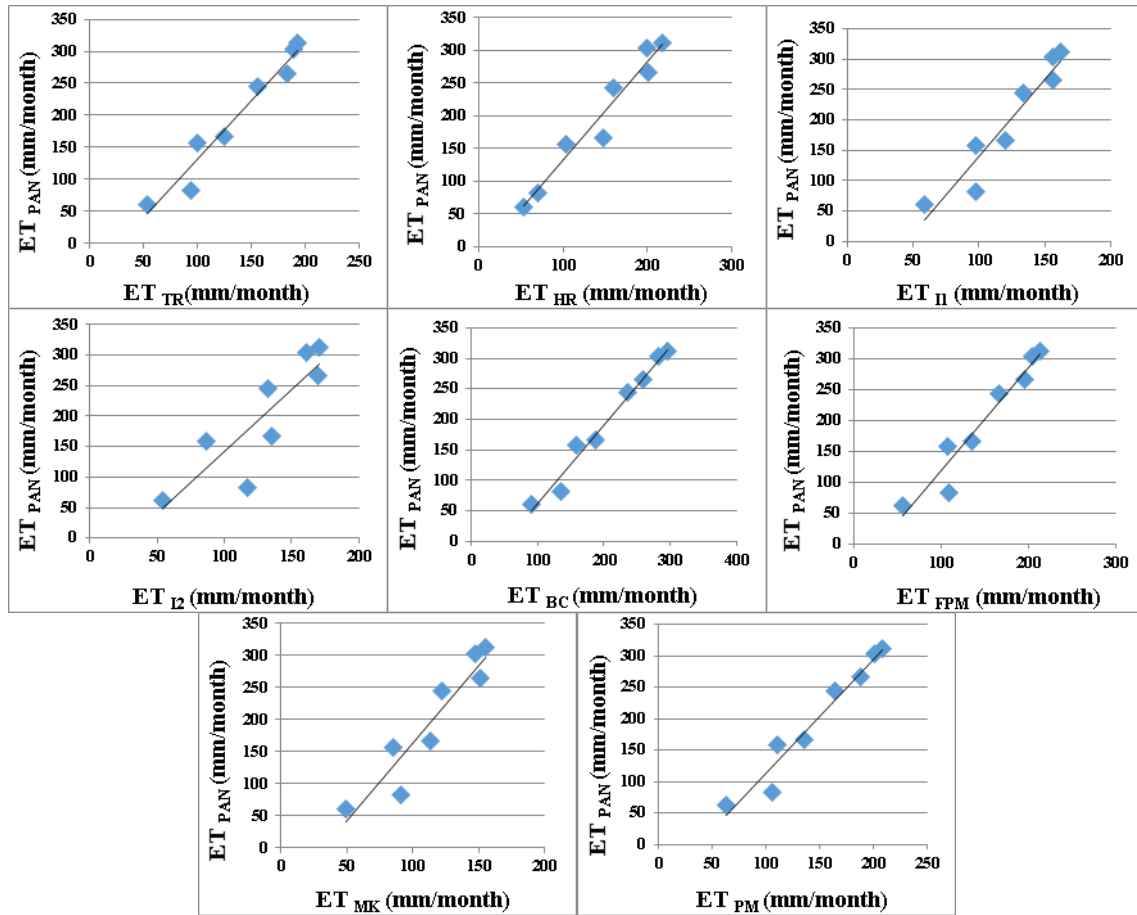 ET PAN (mm/month)
350
300
250
200
150
100
50
0
0 50 100 150 200 250
ET TR(mm/month)
ET PAN (mm/month)
350
300
250
200
150
100
50
0
0 100 200 300
ET HR (mm/month)
ET PAN (mm/month)
350
300
250
200
150
100
50
0
0 50 100 150 200
ET I1 (mm/month)
ET PAN (mm/month)
350
300
250
200
150
100
50
0
0 50 100 150 200
ET I2 (mm/month)
ET PAN (mm/month)
350
300
250
200
150
100
50
0
0 100 200 300 400
ET BC (mm/month)
ET PAN (mm/month)
350
300
250
200
150
100
50
0
0 100 200 300
ET FPM (mm/month)
ET PAN (mm/month)
350
300
250
200
150
100
50
0
0 50 100 150 200
ET MK (mm/month)
ET PAN (mm/month)
350
300
250
200
150
100
50
0
0 50 100 150 200 250
ET PM (mm/month)